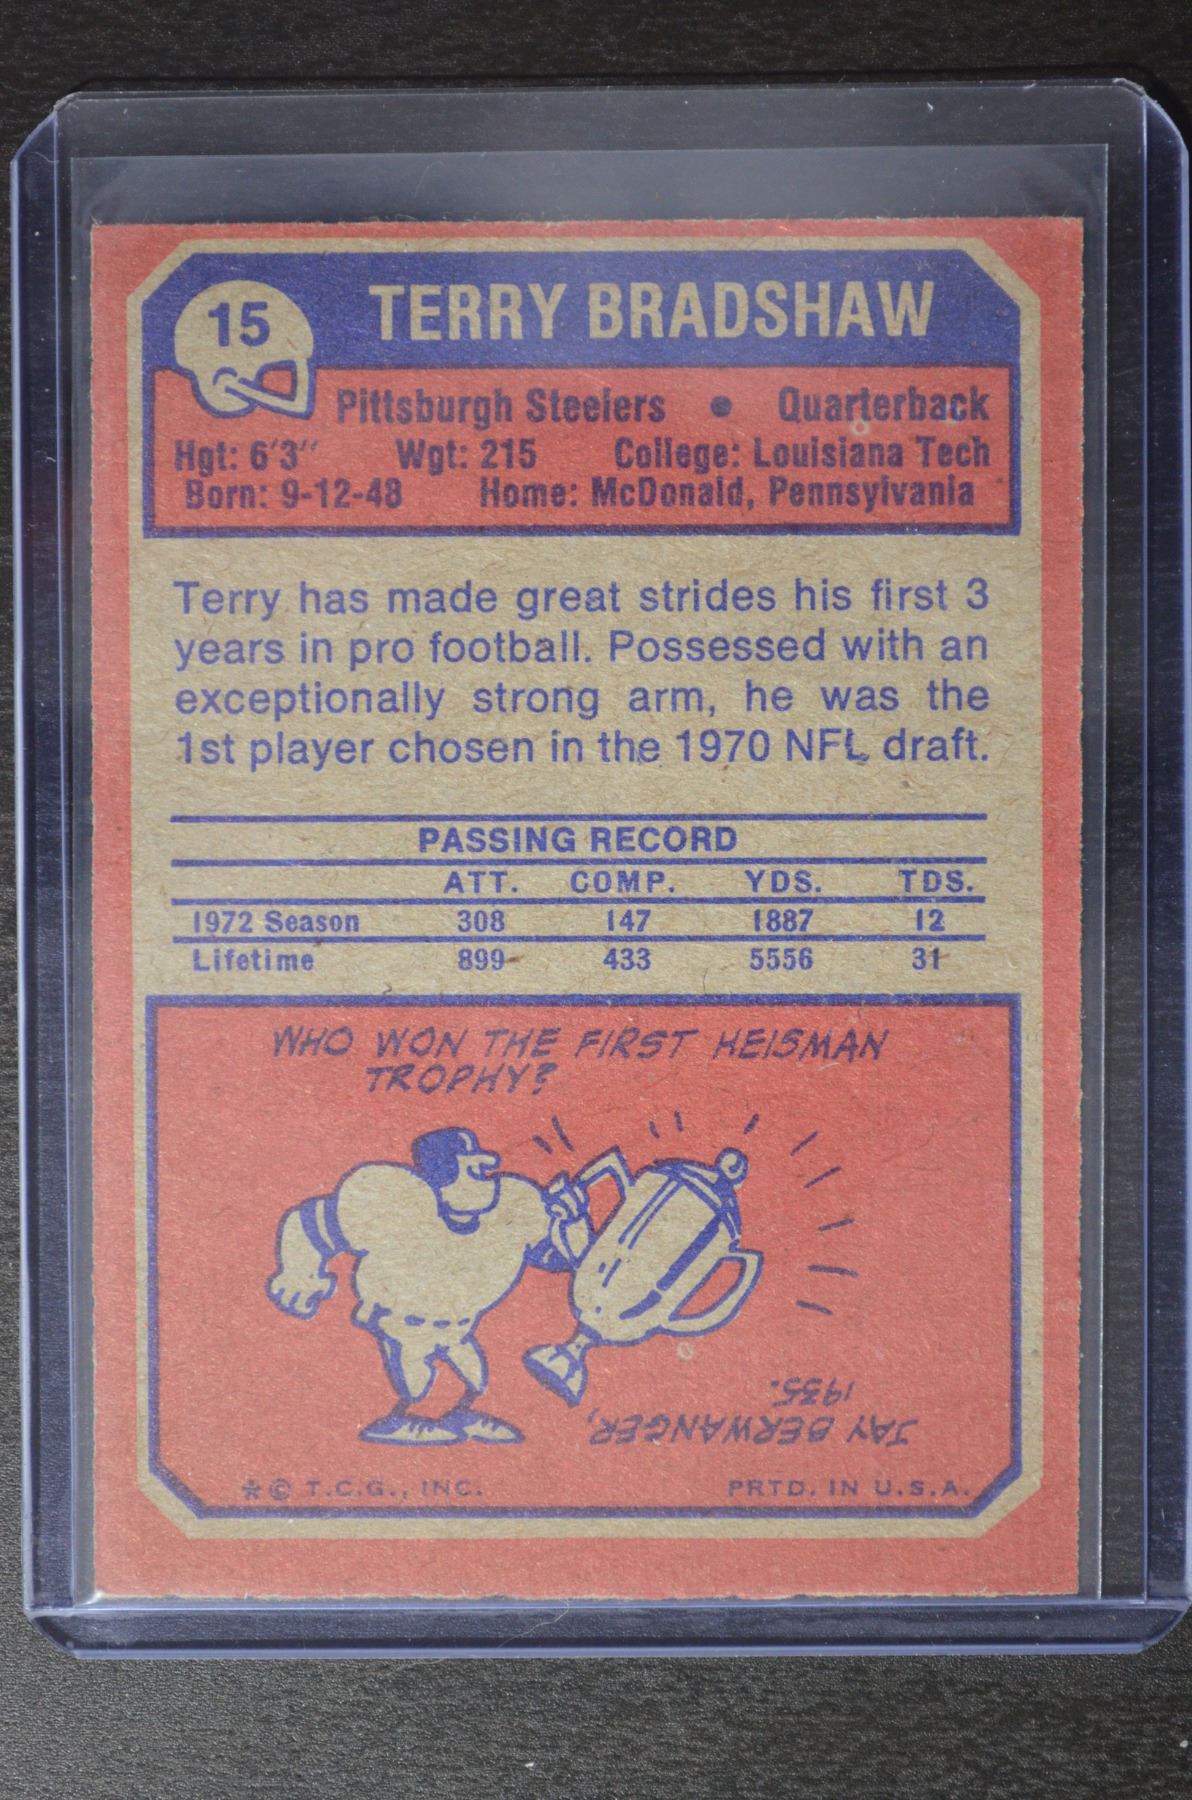 15
TERRY BRADSHAW
Pittsburgh Steelers • Quarterback
Hgt: 6'3" Wgt: 215 College: Louisiana Tech
Born: 9-12-48 Home: McDonald, Pennsylvania
Terry has made great strides his first 3
years in pro football. Possessed with an
exceptionally strong arm, he was the
1st player chosen in the 1970 NFL draft.
PASSING RECORD
ATT. COMP. YDS. TDS.
1972 Season 308 147 1887 12
Lifetime 899 433 5556 31
WHO WON THE FIRST HEISMAN
TROPHY?
JAY BERWANGER,
1935.
* © T.C.G., INC. PRTD. IN U.S.A.